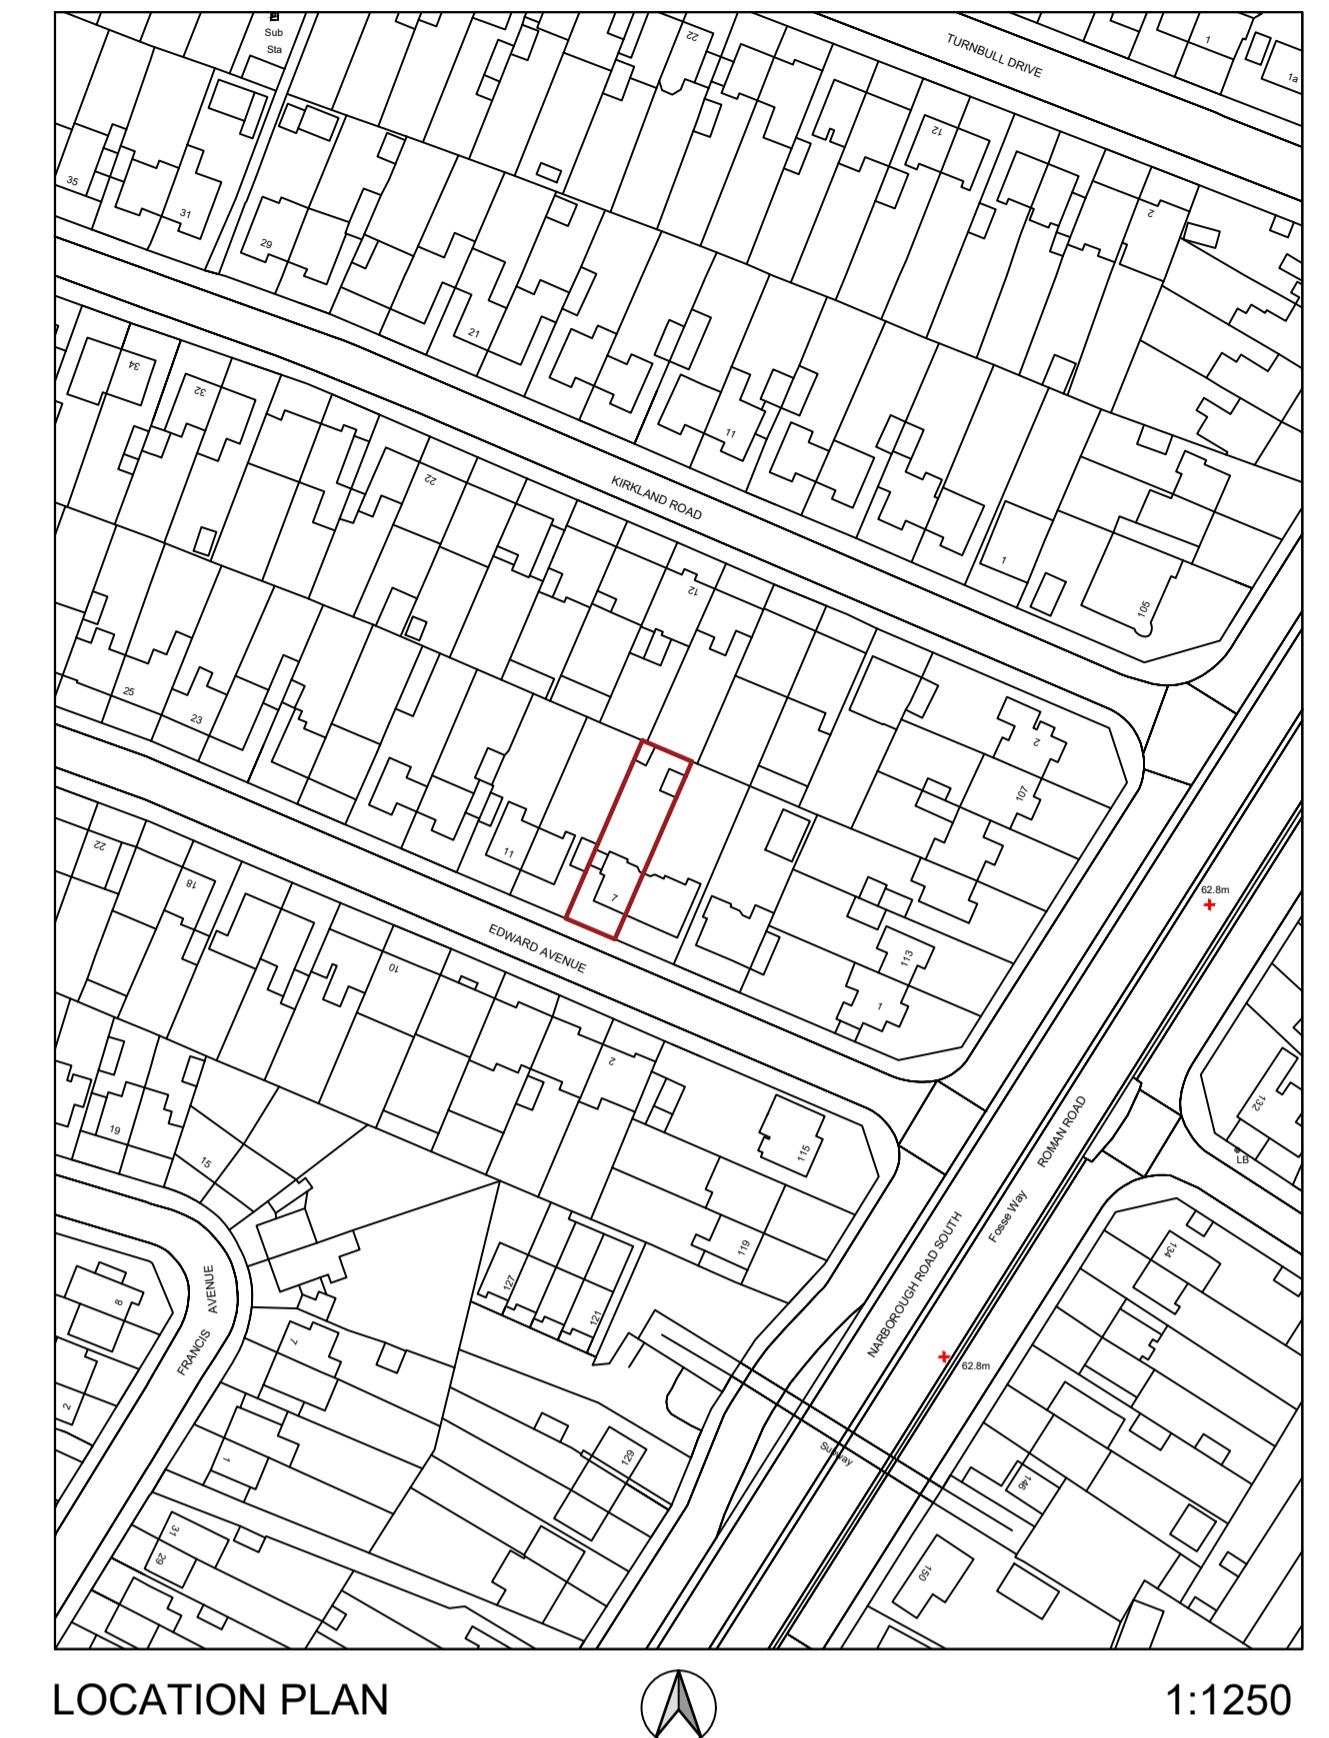 Sub
Sta
22
TURNBULL DRIVE
1
1a
12
35
31
2
29
21
34
32
11
22
KIRKLAND ROAD
1
12
105
25
23
2
107
11
7
62.8m
22
18
EDWARD AVENUE
10
113
1
2
132
19
15
115
ROMAN ROAD
LB
Fosse Way
119
134
NARBOROUGH ROAD SOUTH
127
121
8
AVENUE
FRANCIS
7
62.8m
2
1
129
Subway
146
31
29
150
LOCATION PLAN
1:1250